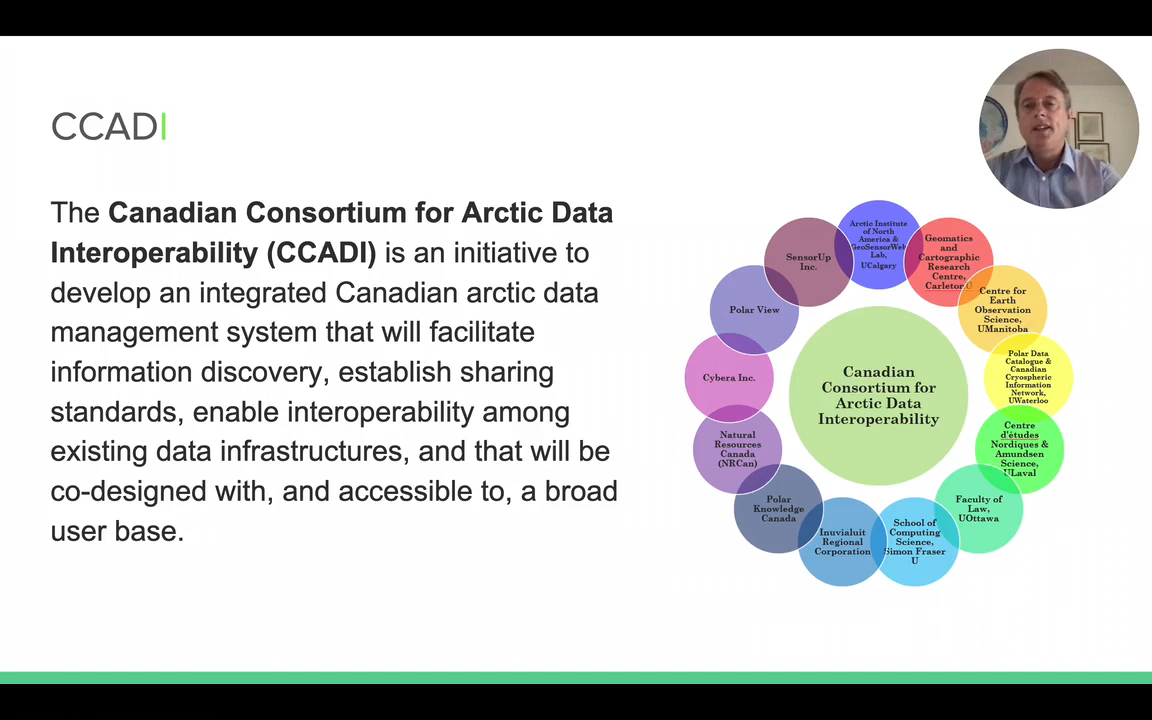 CCADI
The Canadian Consortium for Arctic Data
Interoperability (CCADI) is an initiative to
develop an integrated Canadian arctic data
management system that will facilitate
information discovery, establish sharing
standards, enable interoperability among
existing data infrastructures, and that will be
co-designed with, and accessible to, a broad
user base.
Arctic Institute
of North
America &
GeoSensorWeb
Lab,
UCalgary
Geomatics
and
Cartographic
Research
Centre,
Carleton U
Centre for
Earth
Observation
Science,
UManitoba
Polar Data
Catalogue &
Canadian
Cryospheric
Information
Network,
UWaterloo
Centre
d'études
Nordiques &
Amundsen
Science,
ULaval
Faculty of
Law,
UOttawa
School of
Computing
Science,
Simon Fraser
U
Inuvialuit
Regional
Corporation
Polar
Knowledge
Canada
Natural
Resources
Canada
(NRCan)
Cybera Inc.
Polar View
SensorUp
Inc.
Canadian
Consortium for
Arctic Data
Interoperability